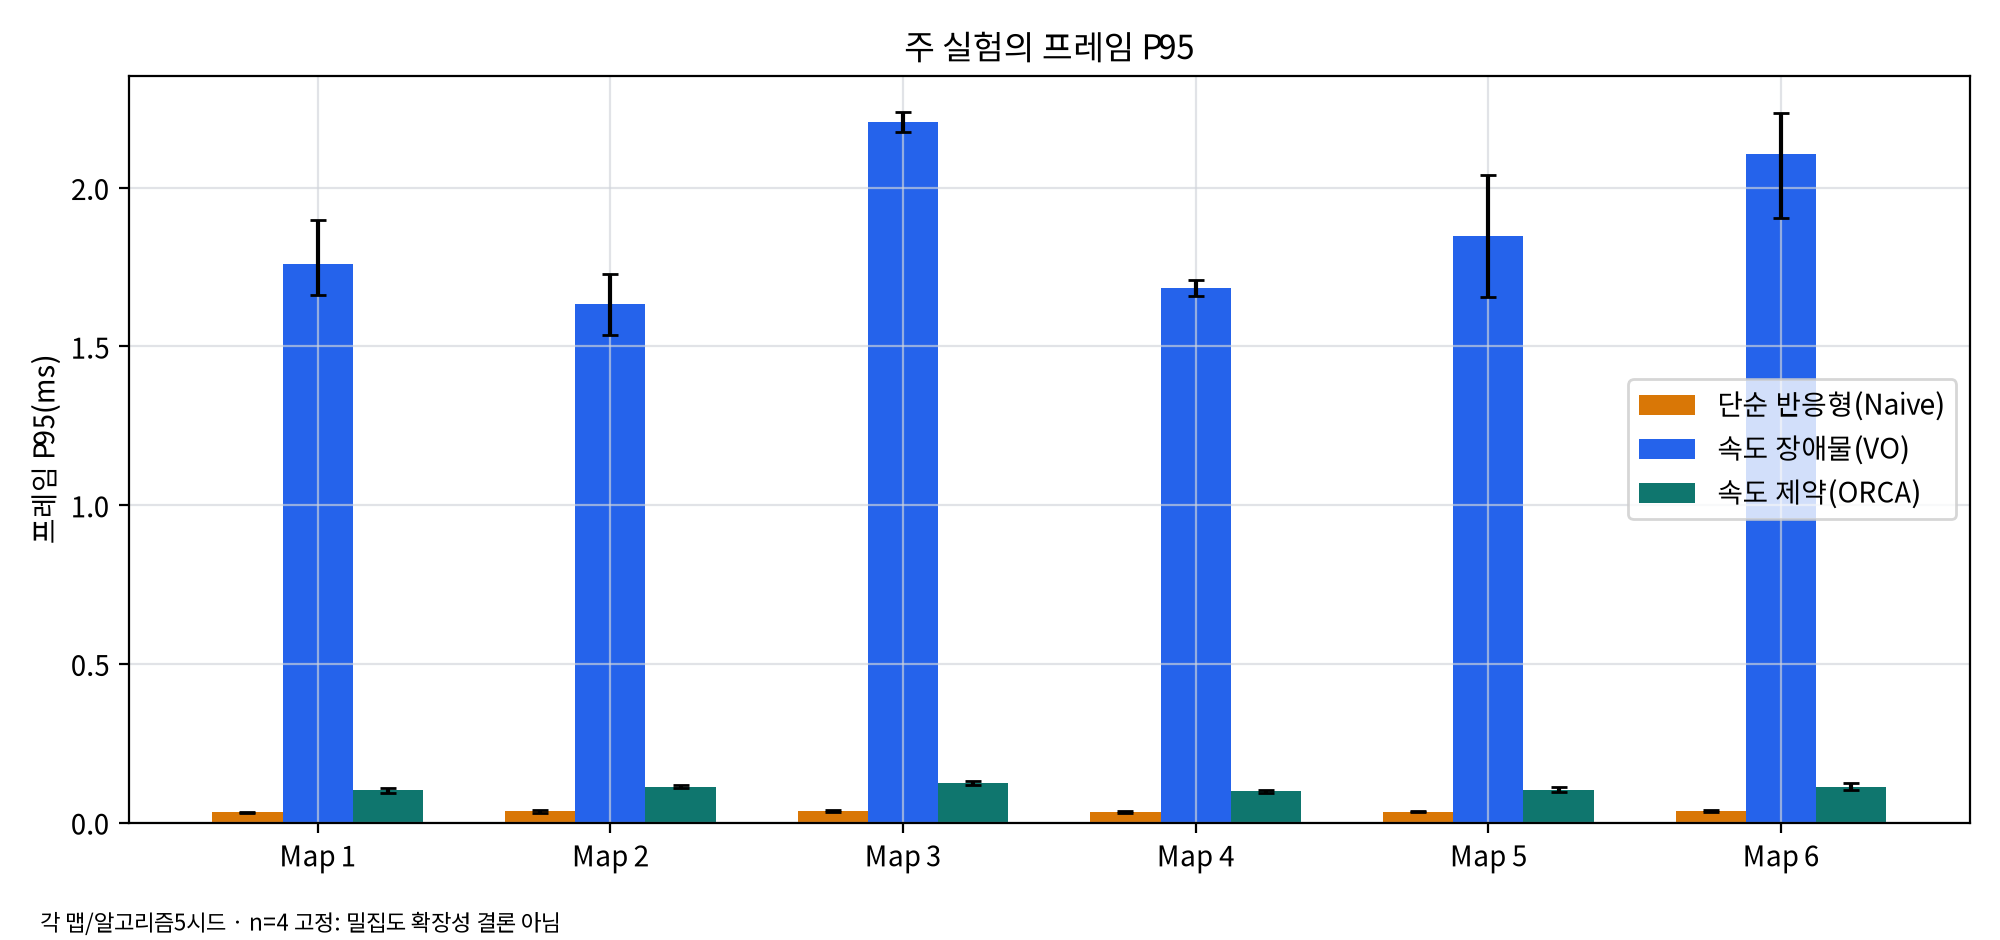 주 실험의 프레임 P95
프레임 P95(ms)
2.0
1.5
1.0
0.5
0.0
단순 반응형(Naive)
속도 장애물(VO)
속도 제약(ORCA)
Map 1
Map 2
Map 3
Map 4
Map 5
Map 6
각 맵/알고리즘5시드 · n=4 고정: 밀집도 확장성 결론 아님